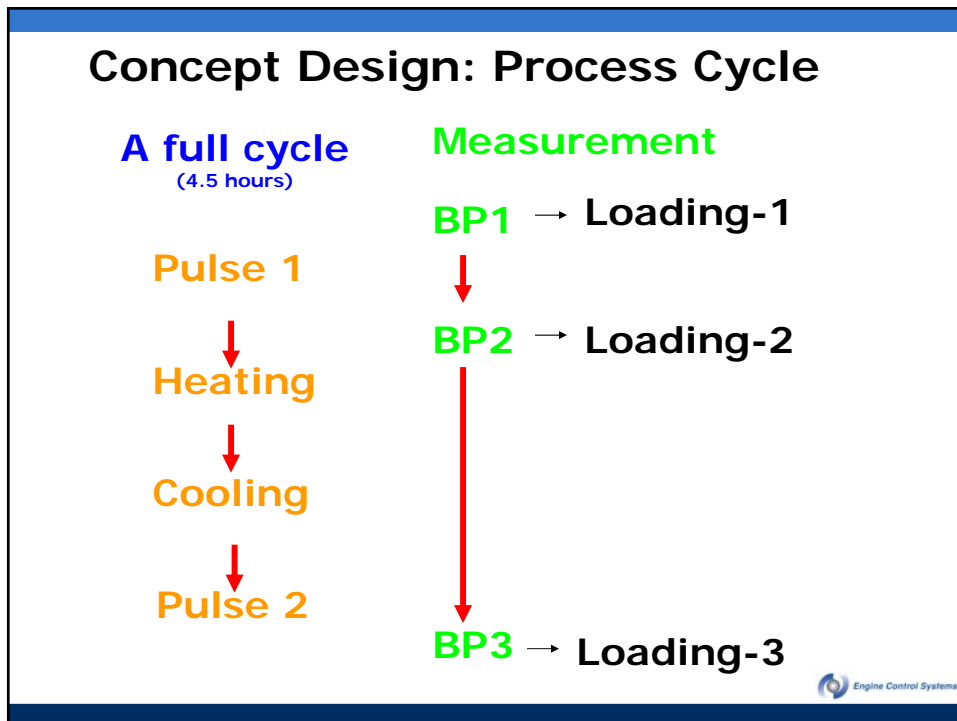 Concept Design: Process Cycle
A full cycle
(4.5 hours)
Pulse 1
Heating
Cooling
Pulse 2
Measurement
BP1 → Loading-1
BP2 → Loading-2
BP3 → Loading-3
Engine Control Systems